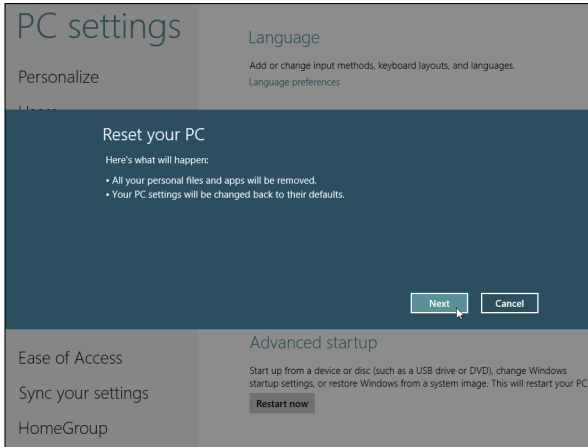 PC settings
Personalize
Users
Language
Add or change input methods, keyboard layouts, and languages.
Language preferences
Reset your PC
Here's what will happen:
• All your personal files and apps will be removed.
• Your PC settings will be changed back to their defaults.
Next
Cancel
Ease of Access
Sync your settings
HomeGroup
Advanced startup
Start up from a device or disc (such as a USB drive or DVD), change Windows
startup settings, or restore Windows from a system image. This will restart your PC
Restart now